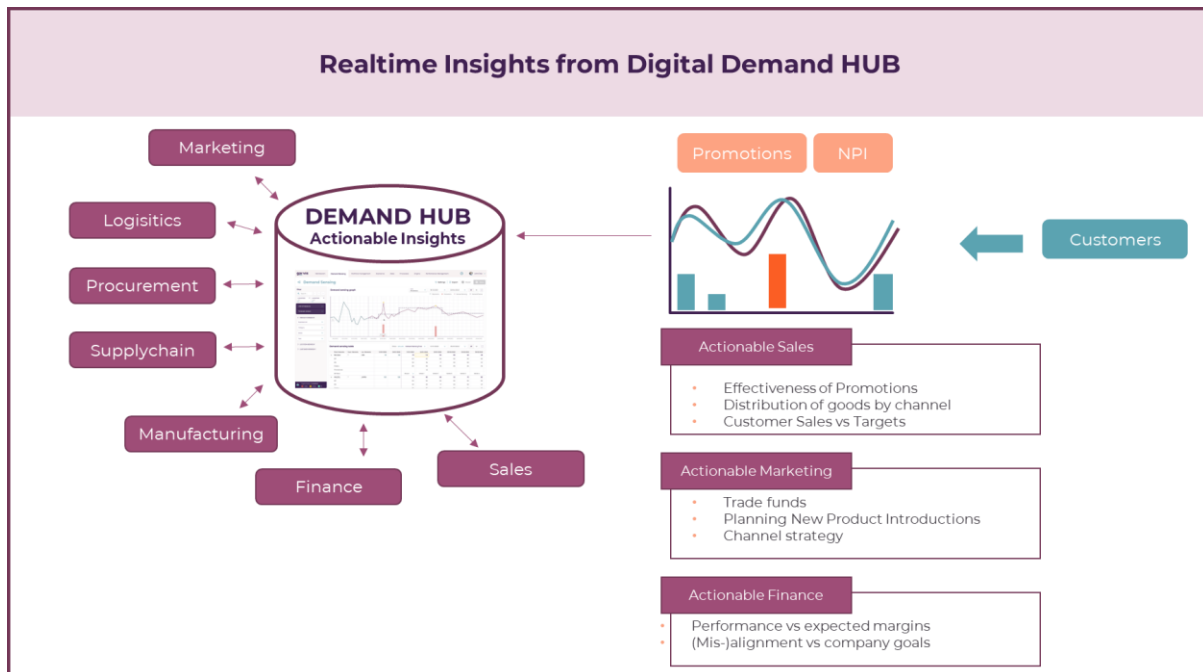 Realtime Insights from Digital Demand HUB
Marketing
Logisitics
Procurement
Supplychain
Manufacturing
Finance
Sales
DEMAND HUB
Actionable Insights
Demand Sensing
Promotions
NPI
Customers
Actionable Sales
• Effectiveness of Promotions
• Distribution of goods by channel
• Customer Sales vs Targets
Actionable Marketing
• Trade funds
• Planning New Product Introductions
• Channel strategy
Actionable Finance
• Performance vs expected margins
• (Mis-)alignment vs company goals